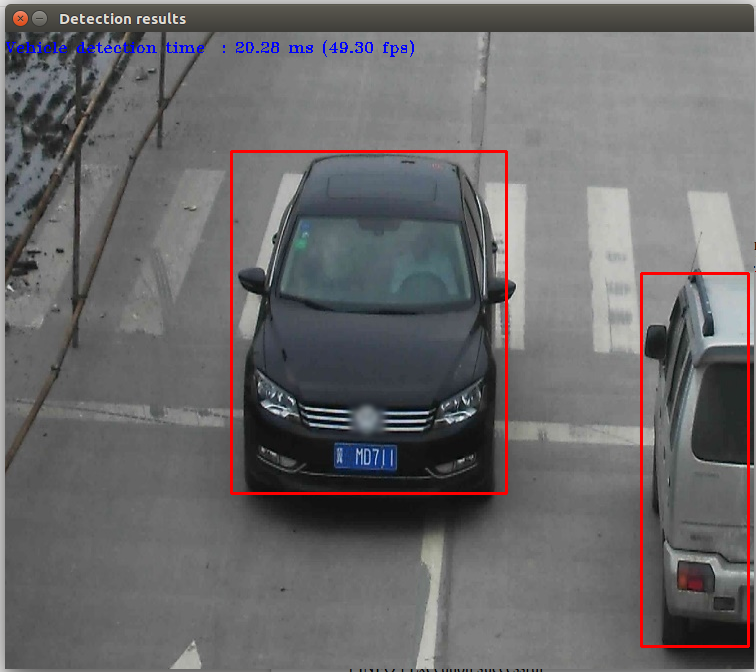 Detection results
Vehicle detection time : 20.28 ms (49.30 fps)
MD711